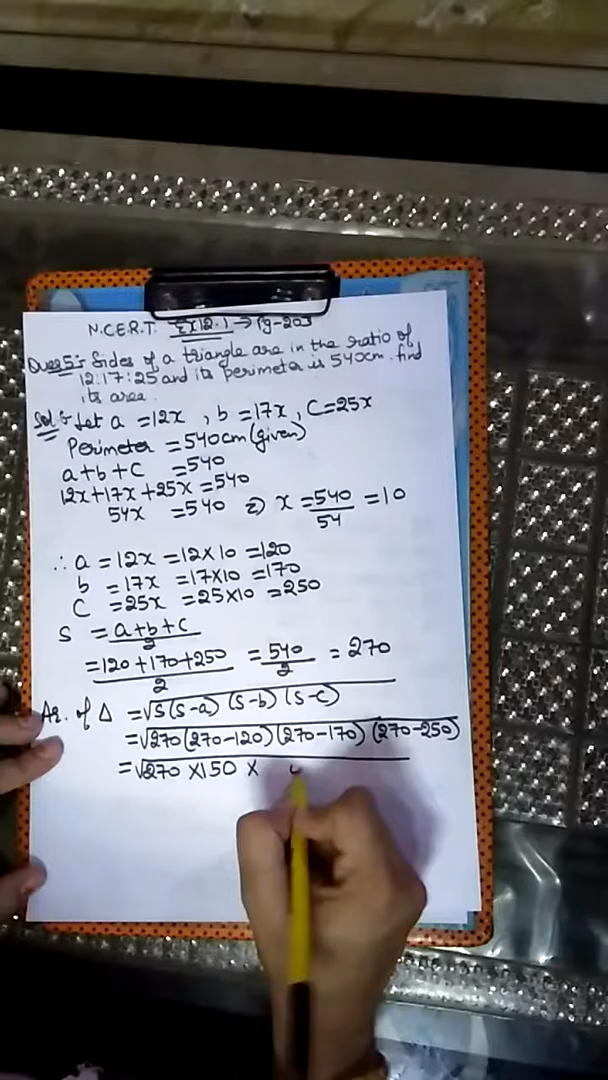 N.C.E.R.T. Ex12.1 → Pg-203
Ques5:- Sides of a triangle are in the ratio of
12:17:25 and its perimeter is 540cm. find
its area.
Sol:- Let a = 12x , b = 17x , C = 25x
Perimeter = 540cm (given)
a+b+c = 540
12x+17x+25x = 540
54x = 540 ⇒ x = 540/54 = 10
∴ a = 12x = 12×10 = 120
b = 17x = 17×10 = 170
C = 25x = 25×10 = 250
S = a+b+c/2
= 120+170+250/2 = 540/2 = 270
Ar. of Δ = √S(s-a) (s-b) (s-c)
= √270(270-120)(270-170) (270-250)
= √270 ×150 ×